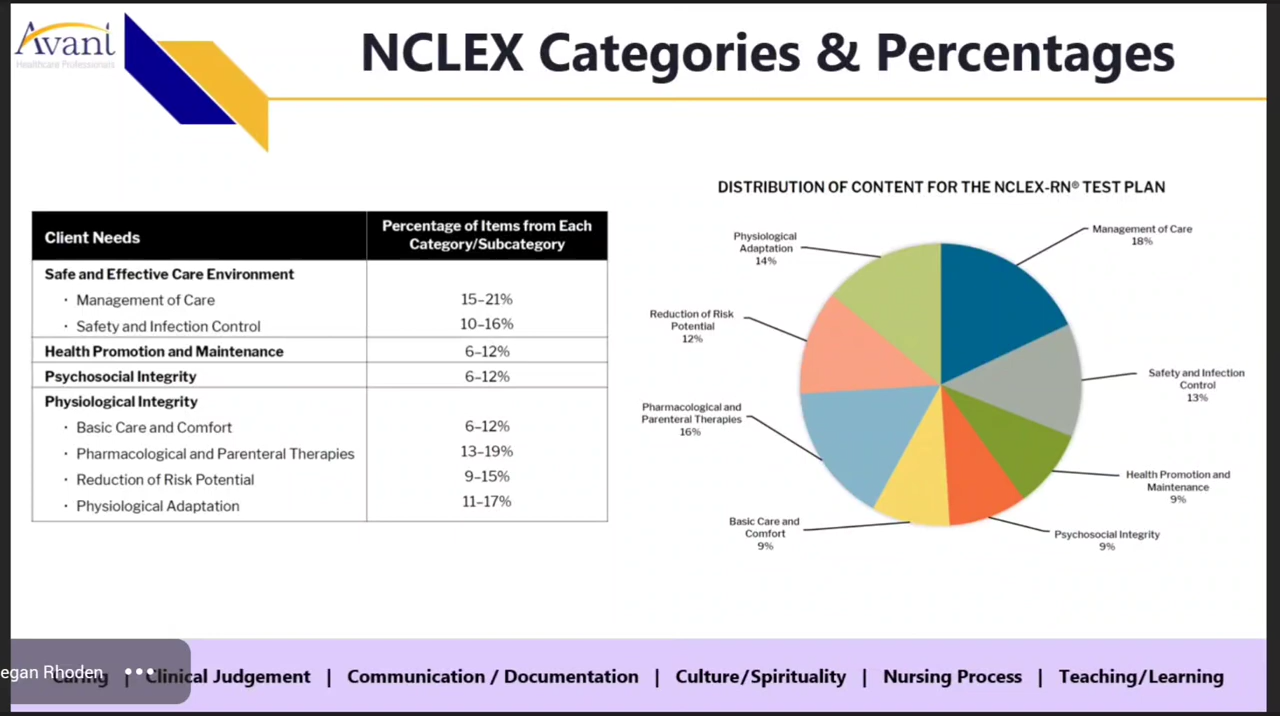 Avant
Healthcare Professionals
NCLEX Categories & Percentages
Client Needs
Percentage of Items from Each
Category/Subcategory
Safe and Effective Care Environment
• Management of Care 15–21%
• Safety and Infection Control 10–16%
Health Promotion and Maintenance 6–12%
Psychosocial Integrity 6–12%
Physiological Integrity
• Basic Care and Comfort 6–12%
• Pharmacological and Parenteral Therapies 13–19%
• Reduction of Risk Potential 9–15%
• Physiological Adaptation 11–17%
DISTRIBUTION OF CONTENT FOR THE NCLEX-RN® TEST PLAN
Management of Care
18%
Safety and Infection
Control
13%
Health Promotion and
Maintenance
9%
Psychosocial Integrity
9%
Basic Care and
Comfort
9%
Pharmacological and
Parenteral Therapies
16%
Reduction of Risk
Potential
12%
Physiological
Adaptation
14%
egan Rhoden •••
Caring | Clinical Judgement | Communication / Documentation | Culture/Spirituality | Nursing Process | Teaching/Learning